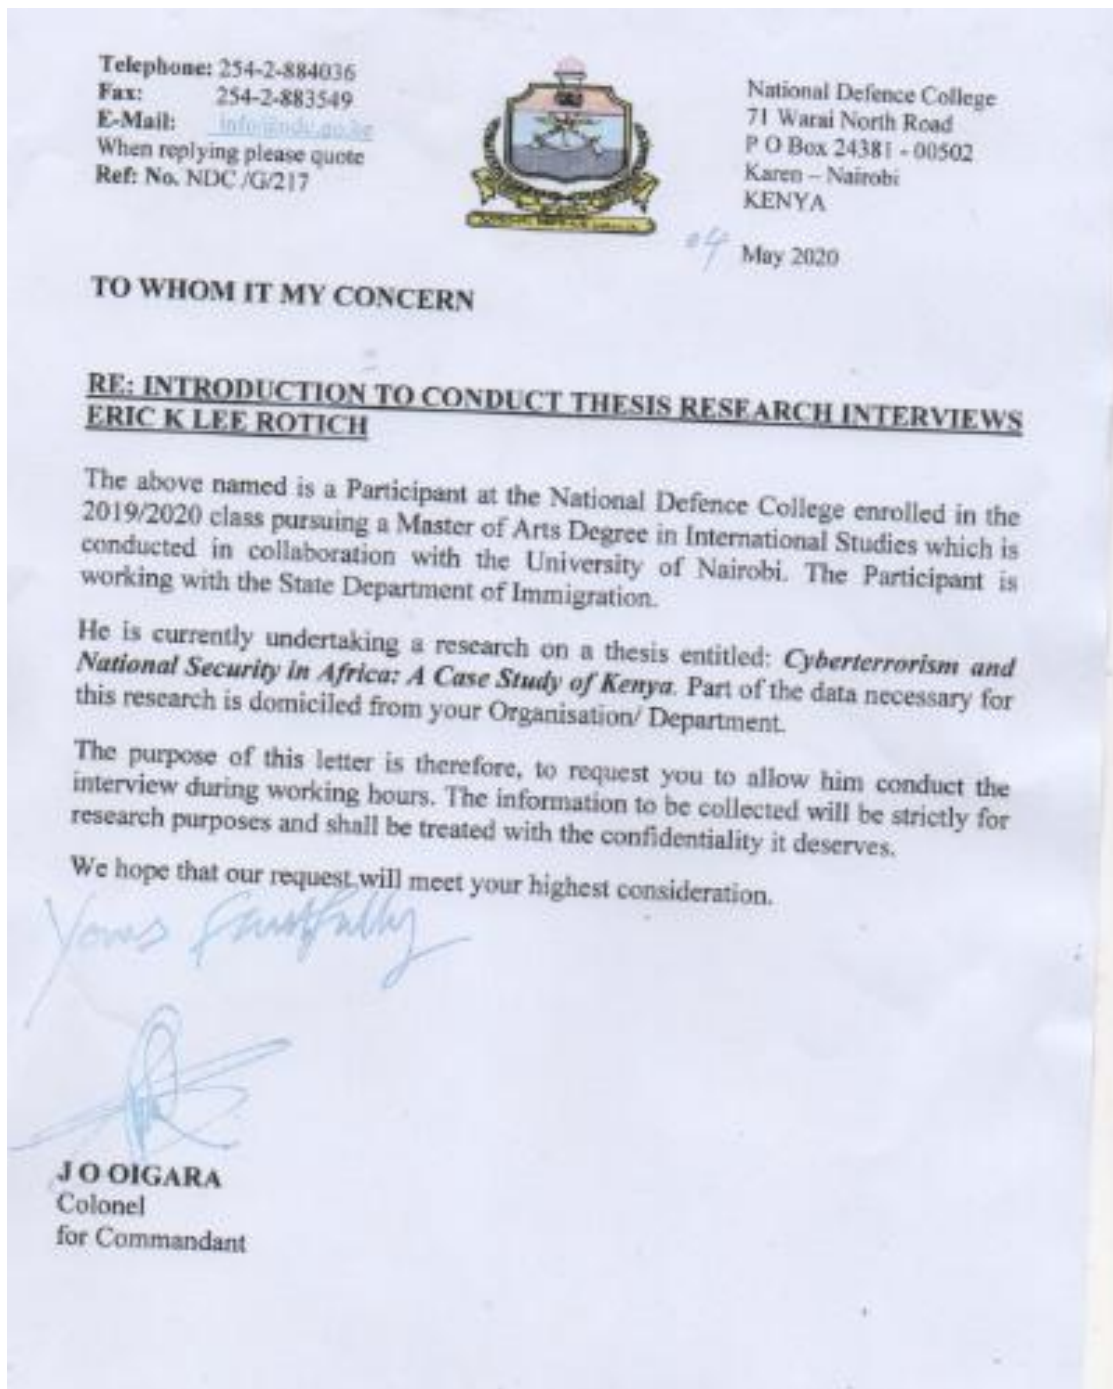 Telephone: 254-2-884036
Fax: 254-2-883549
E-Mail: info@ndc.go.ke
When replying please quote
Ref: No. NDC /G/217
National Defence College
71 Warai North Road
P O Box 24381 - 00502
Karen – Nairobi
KENYA
04 May 2020
TO WHOM IT MY CONCERN
RE: INTRODUCTION TO CONDUCT THESIS RESEARCH INTERVIEWS
ERIC K LEE ROTICH
The above named is a Participant at the National Defence College enrolled in the
2019/2020 class pursuing a Master of Arts Degree in International Studies which is
conducted in collaboration with the University of Nairobi. The Participant is
working with the State Department of Immigration.
He is currently undertaking a research on a thesis entitled: Cyberterrorism and
National Security in Africa: A Case Study of Kenya. Part of the data necessary for
this research is domiciled from your Organisation/ Department.
The purpose of this letter is therefore, to request you to allow him conduct the
interview during working hours. The information to be collected will be strictly for
research purposes and shall be treated with the confidentiality it deserves.
We hope that our request will meet your highest consideration.
Yours faithfully
J O OIGARA
Colonel
for Commandant